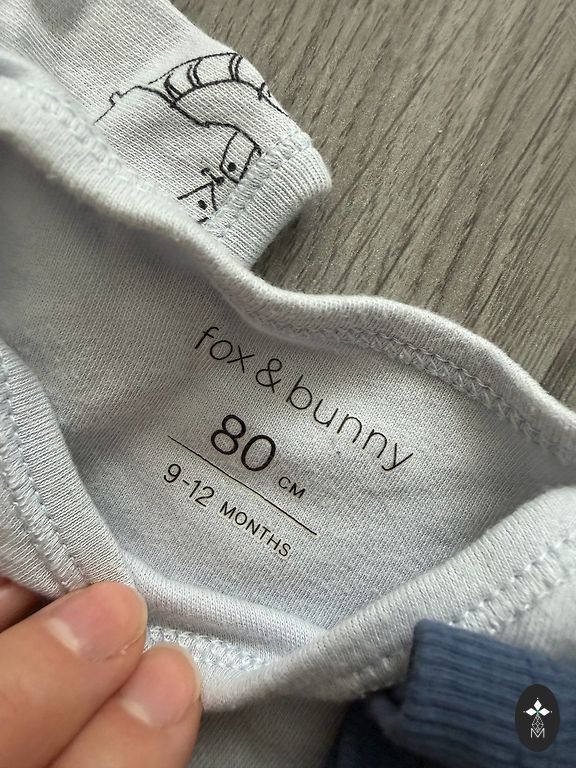 fox & bunny
80 CM
9-12 MONTHS
M